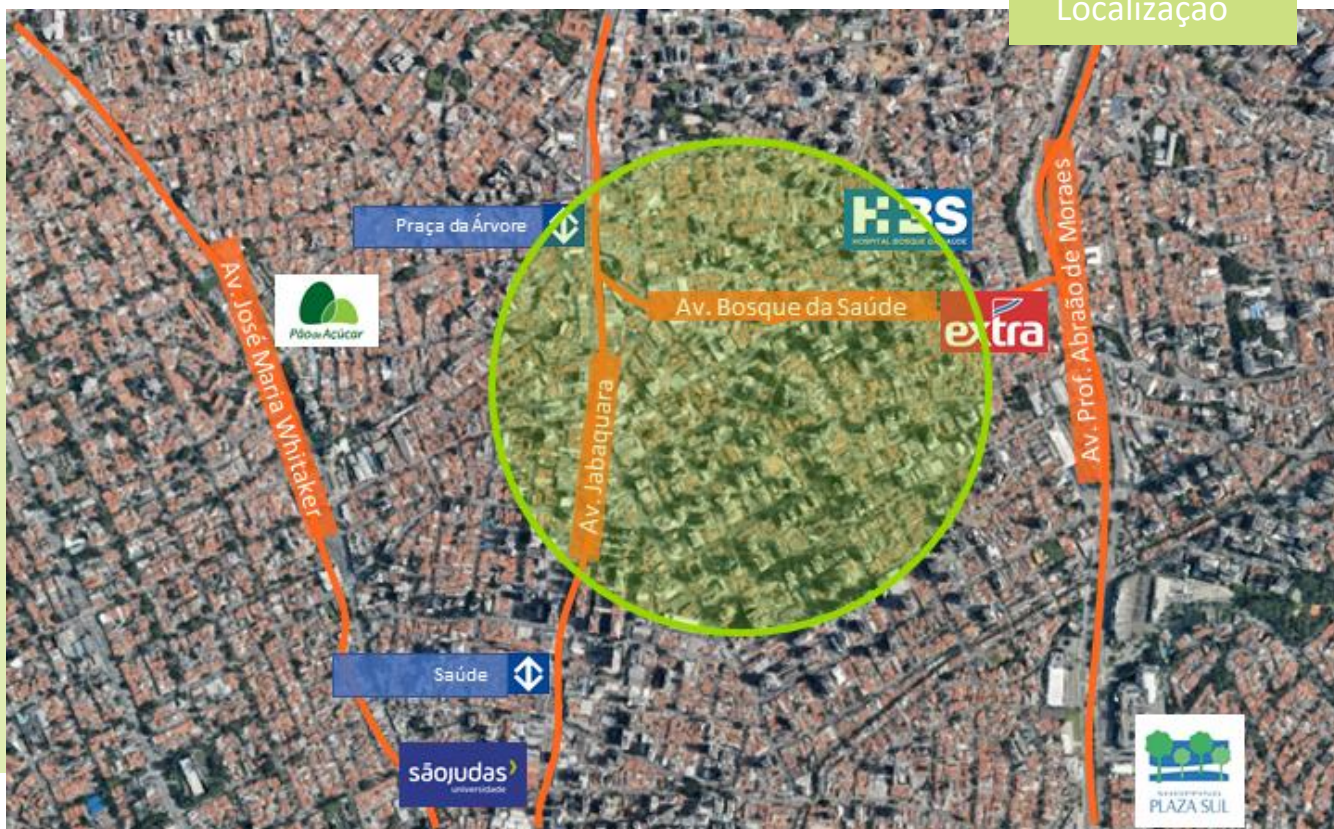 Localização
Praça da Árvore
HBS
HOSPITAL BOSQUE DA SAÚDE
Av. Prof. Abraão de Moraes
Av. José Maria Whitaker
Pão de Açúcar
Av. Bosque da Saúde
extra
Av. Jabaquara
Saúde
sãojudas
universidade
SHOPPING
PLAZA SUL